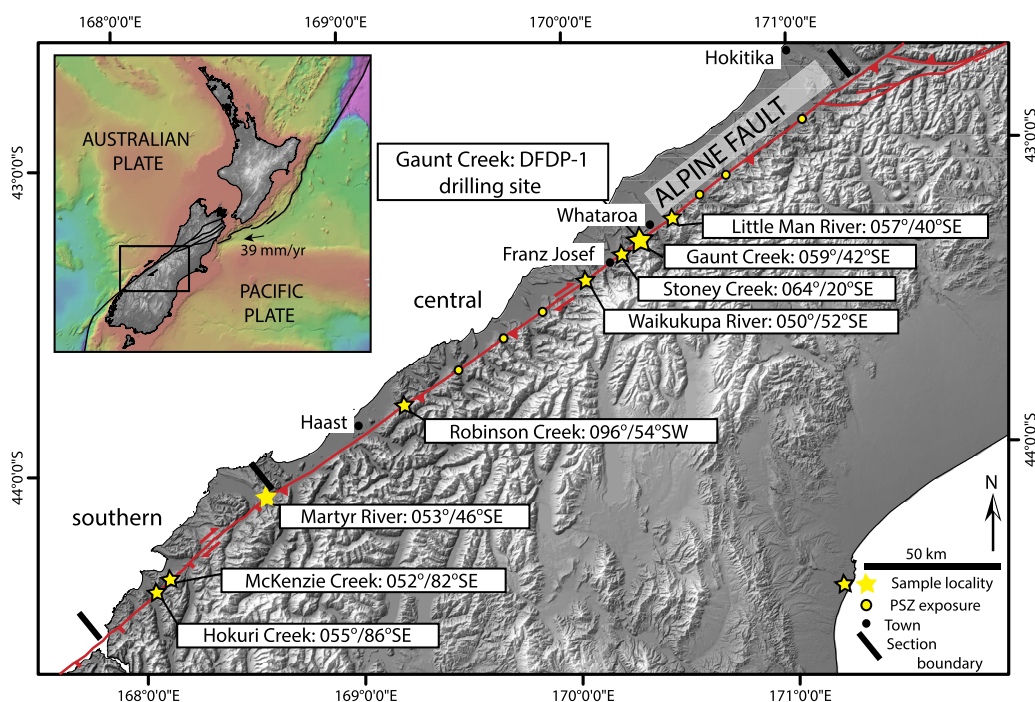 168°0'0"E
169°0'0"E
170°0'0"E
171°0'0"E
Hokitika
AUSTRALIAN
PLATE
ALPINE FAULT
43°0'0"S
43°0'0"S
Gaunt Creek: DFDP-1
drilling site
Whataroa
Little Man River: 057°/40°SE
39 mm/yr
Franz Josef
Gaunt Creek: 059°/42°SE
PACIFIC
PLATE
Stoney Creek: 064°/20°SE
central
Waikukupa River: 050°/52°SE
Haast
Robinson Creek: 096°/54°SW
44°0'0"S
44°0'0"S
N
southern
Martyr River: 053°/46°SE
50 km
McKenzie Creek: 052°/82°SE
Sample locality
PSZ exposure
Town
Hokuri Creek: 055°/86°SE
Section
boundary
168°0'0"E
169°0'0"E
170°0'0"E
171°0'0"E